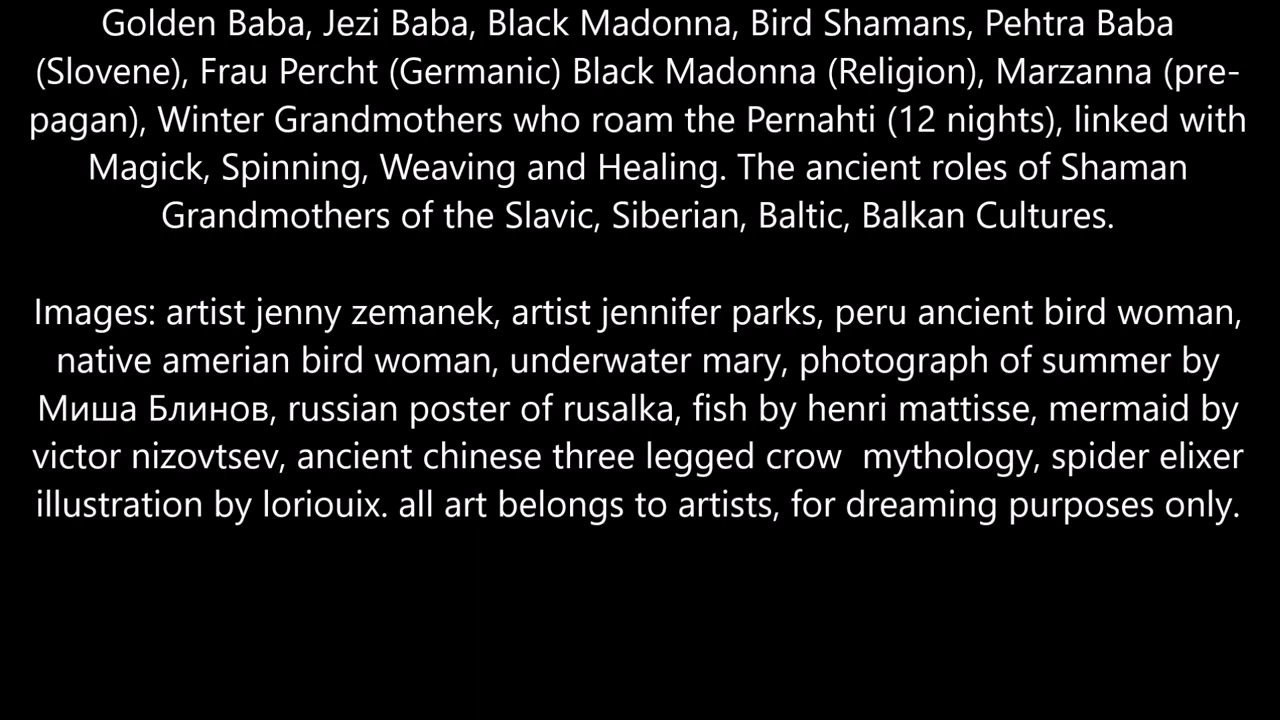 Golden Baba, Jezi Baba, Black Madonna, Bird Shamans, Pehtra Baba
(Slovene), Frau Percht (Germanic) Black Madonna (Religion), Marzanna (pre-
pagan), Winter Grandmothers who roam the Pernahti (12 nights), linked with
Magick, Spinning, Weaving and Healing. The ancient roles of Shaman
Grandmothers of the Slavic, Siberian, Baltic, Balkan Cultures.
Images: artist jenny zemanek, artist jennifer parks, peru ancient bird woman,
native amerian bird woman, underwater mary, photograph of summer by
Миша Блинов, russian poster of rusalka, fish by henri mattisse, mermaid by
victor nizovtsev, ancient chinese three legged crow  mythology, spider elixer
illustration by loriouix. all art belongs to artists, for dreaming purposes only.